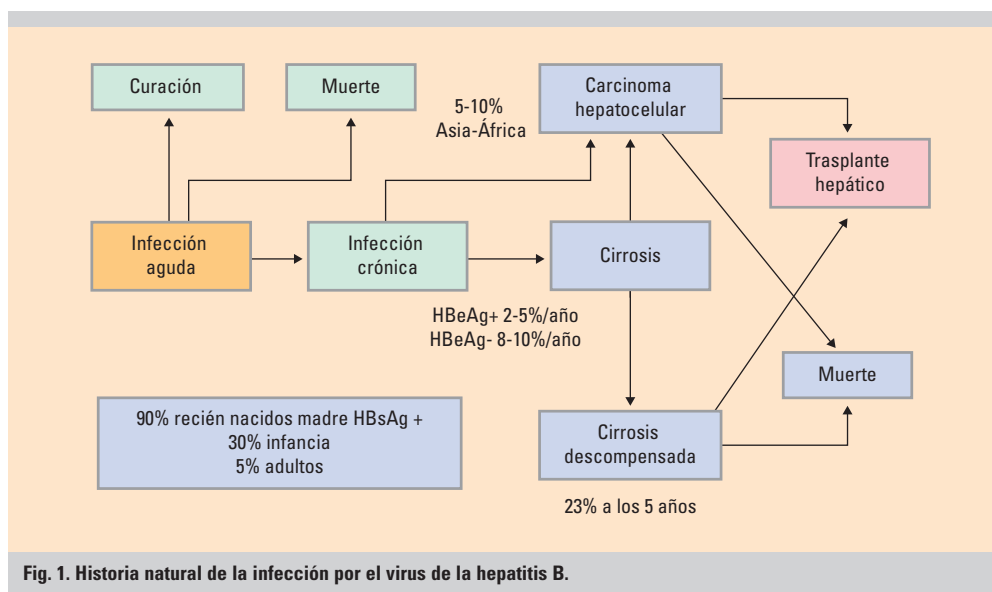 Curación
Muerte
5-10%
Asia-África
Carcinoma
hepatocelular
Trasplante
hepático
Infección
aguda
Infección
crónica
Cirrosis
HBeAg+ 2-5%/año
HBeAg- 8-10%/año
Muerte
90% recién nacidos madre HBsAg +
30% infancia
5% adultos
Cirrosis
descompensada
23% a los 5 años
Fig. 1. Historia natural de la infección por el virus de la hepatitis B.